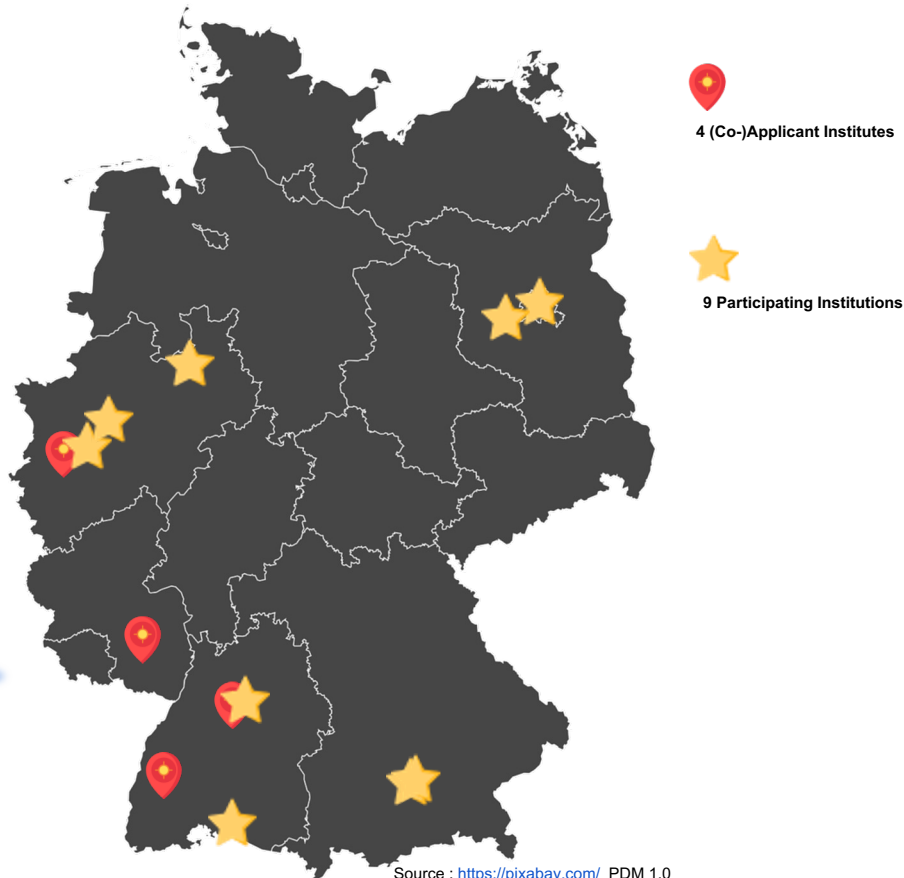 4 (Co-)Applicant Institutes
9 Participating Institutions
Source : https://pixabay.com/ PDM 1.0